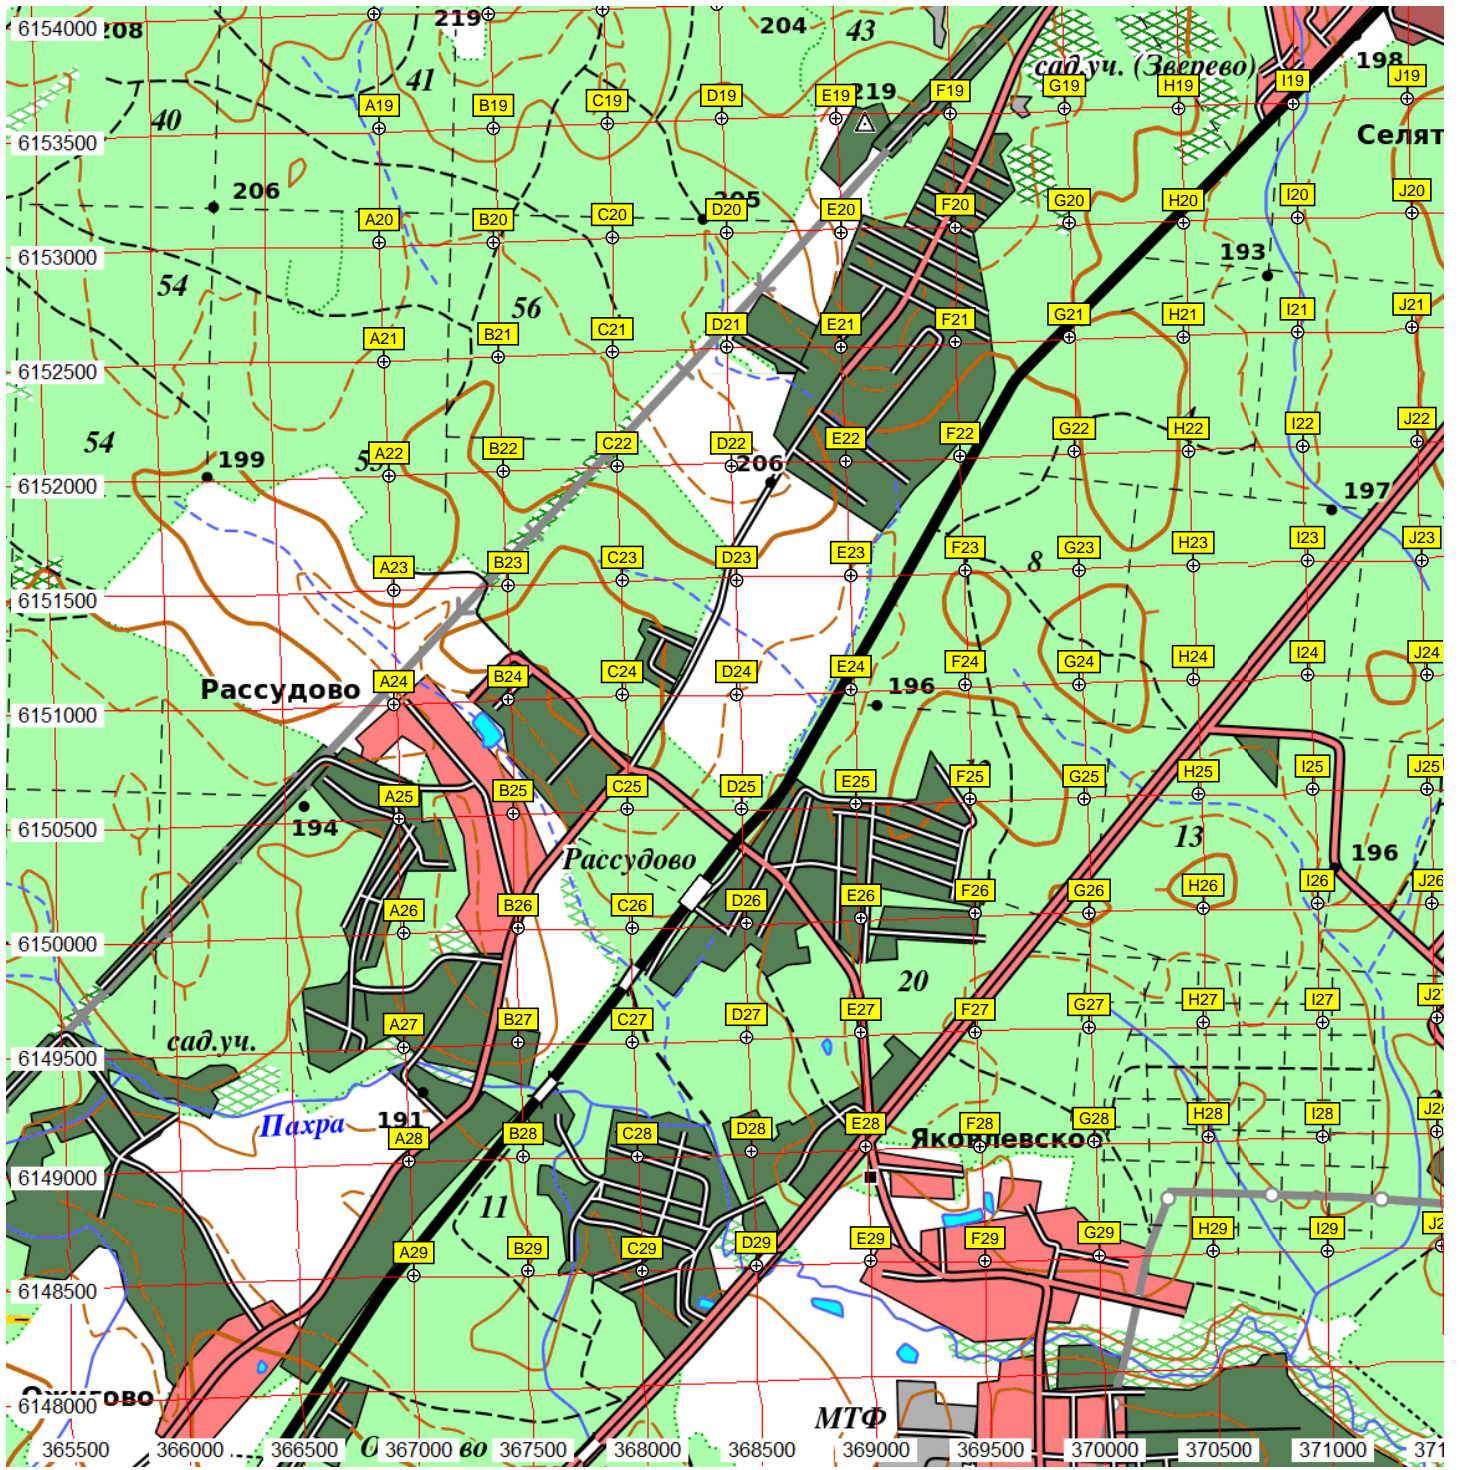 6154000
208
219
204
43
сад.уч. (Зверево)
198
41
40
219
A19 B19 C19 D19 E19 F19 G19 H19 I19 J19
6153500
Селят
206
205
A20 B20 C20 D20 E20 F20 G20 H20 I20 J20
6153000
193
54
56
A21 B21 C21 D21 E21 F21 G21 H21 I21 J21
6152500
54
199
206
A22 B22 C22 D22 E22 F22 G22 H22 I22 J22
6152000
197
A23 B23 C23 D23 E23 F23 G23 H23 I23 J23
8
6151500
A24 B24 C24 D24 E24 F24 G24 H24 I24 J24
Рассудово
196
6151000
A25 B25 C25 D25 E25 F25 G25 H25 I25 J25
6150500
194
Рассудово
13
196
A26 B26 C26 D26 E26 F26 G26 H26 I26 J26
6150000
20
A27 B27 C27 D27 E27 F27 G27 H27 I27
сад.уч.
6149500
Пахра
191
A28 B28 C28 D28 E28 F28 G28 H28 I28
Яковлевско
6149000
11
A29 B29 C29 D29 E29 F29 G29 H29 I29
6148500
Ожигово
6148000
МТФ
365500 366000 366500 367000 367500 368000 368500 369000 369500 370000 370500 371000 371